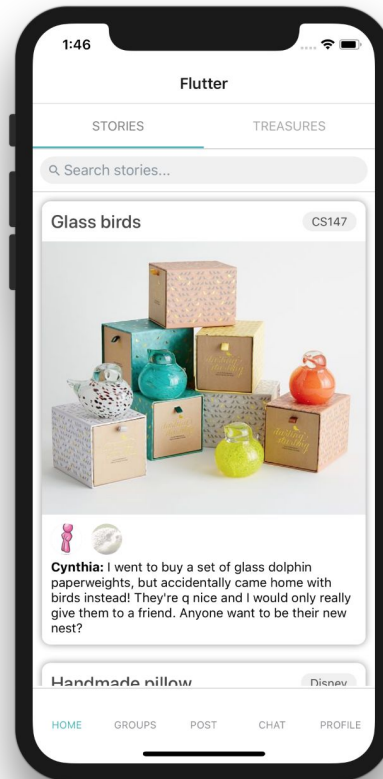 1:46
Flutter
STORIES
TREASURES
Search stories...
Glass birds
CS147
Cynthia: I went to buy a set of glass dolphin
paperweights, but accidentally came home with
birds instead! They're q nice and I would only really
give them to a friend. Anyone want to be their new
nest?
Handmade pillow
Disney
HOME
GROUPS
POST
CHAT
PROFILE